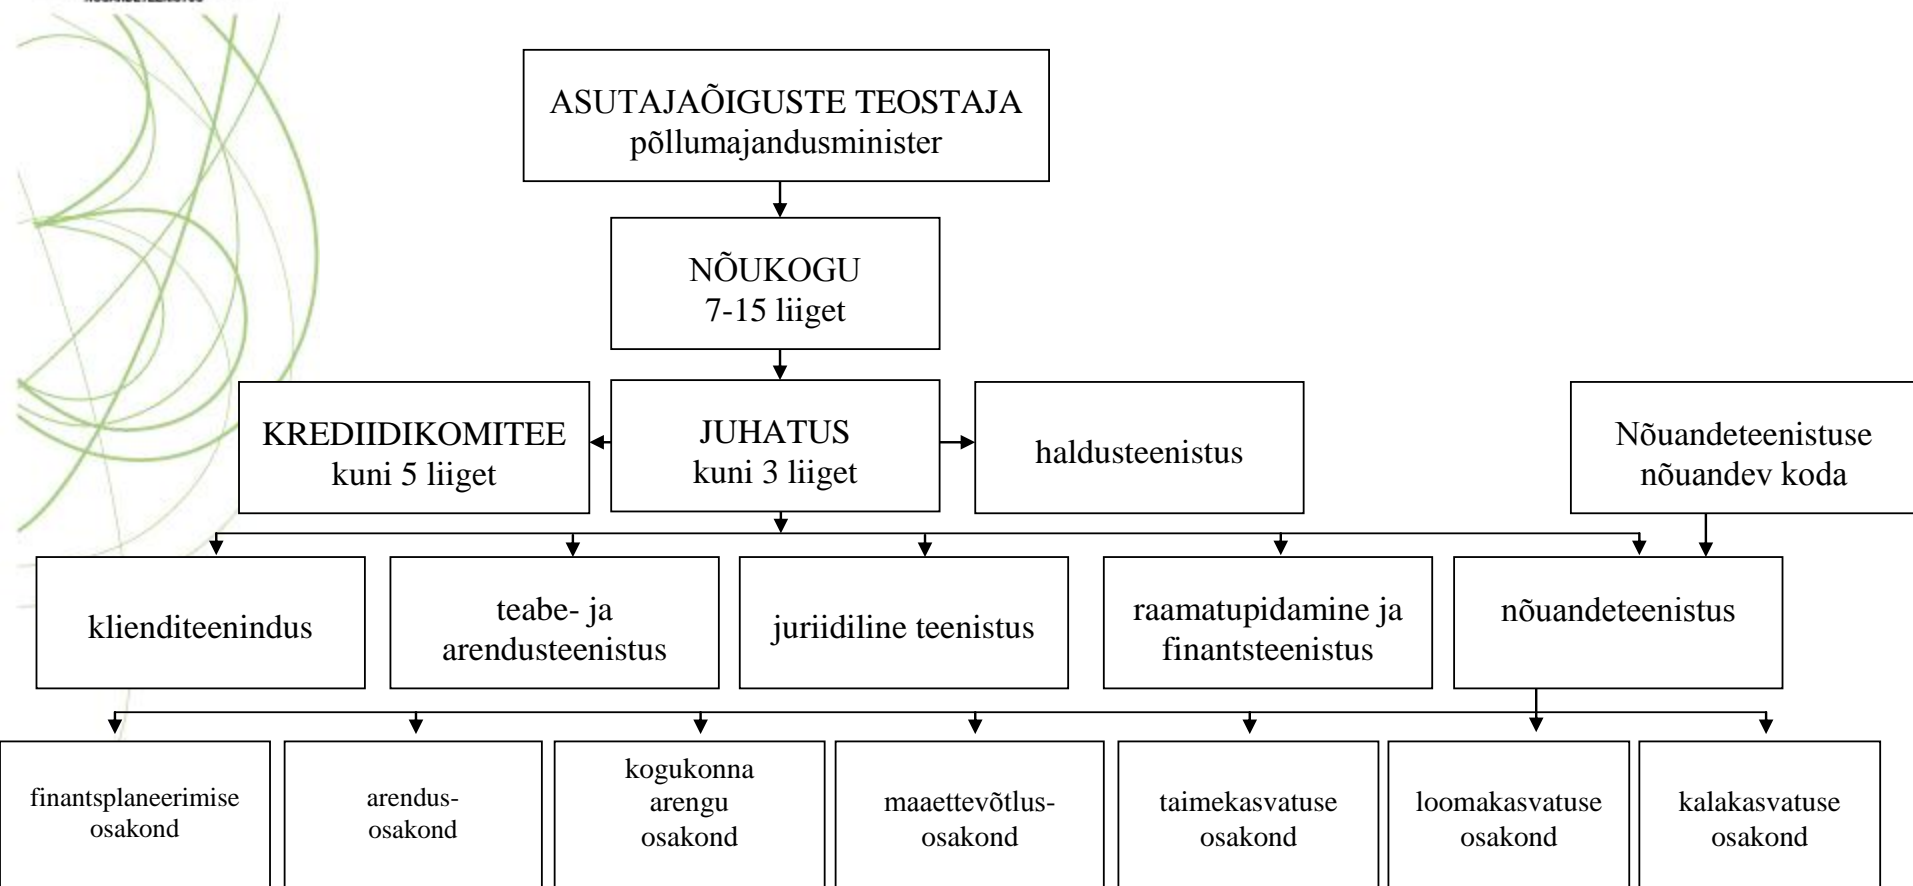 ASUTAJAÕIGUSTE TEOSTAJA
põllumajandusminister
NÕUKOGU
7-15 liiget
KREDIIDIKOMITEE
kuni 5 liiget
JUHATUS
kuni 3 liiget
haldusteenistus
Nõuandeteenistuse
nõuandev koda
klienditeenindus
teabe- ja
arendusteenistus
juriidiline teenistus
raamatupidamine ja
finantsteenistus
nõuandeteenistus
finantsplaneerimise
osakond
arendus-
osakond
kogukonna
arengu
osakond
maaettevõtlus-
osakond
taimekasvatuse
osakond
loomakasvatuse
osakond
kalakasvatuse
osakond